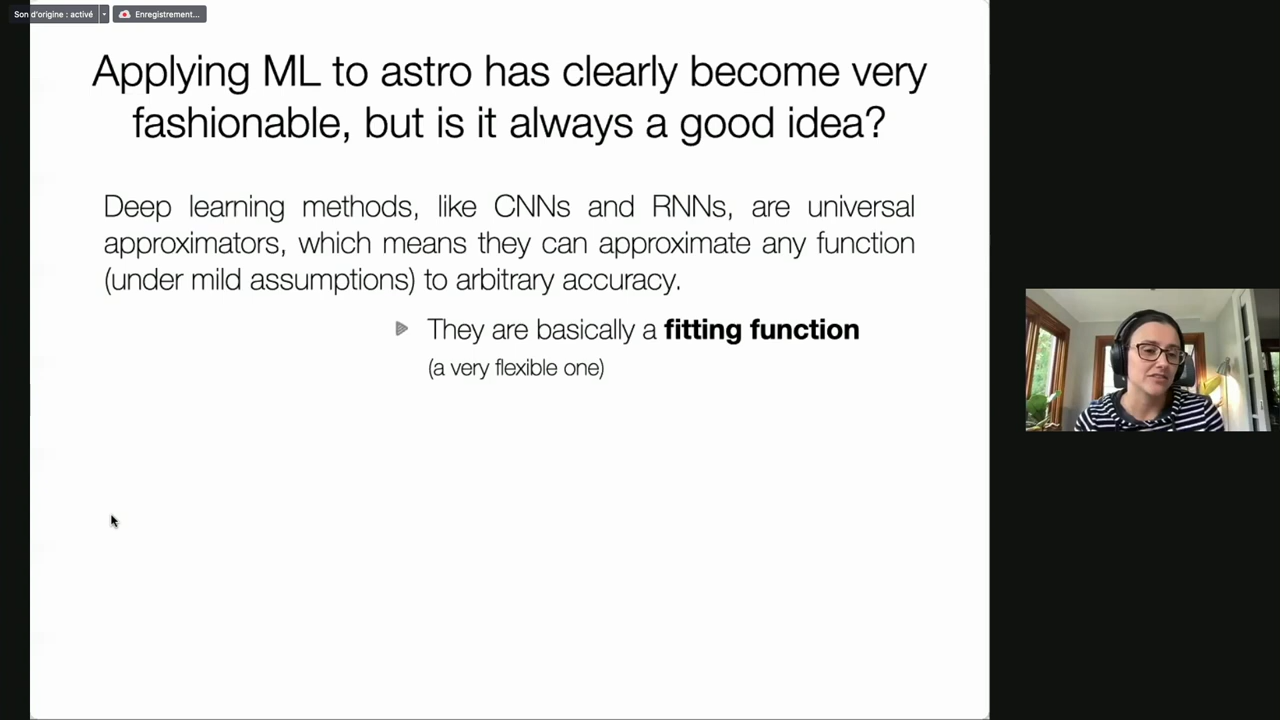 Son d'origine : activé
Enregistrement...
Applying ML to astro has clearly become very
fashionable, but is it always a good idea?
Deep learning methods, like CNNs and RNNs, are universal
approximators, which means they can approximate any function
(under mild assumptions) to arbitrary accuracy.
They are basically a fitting function
(a very flexible one)